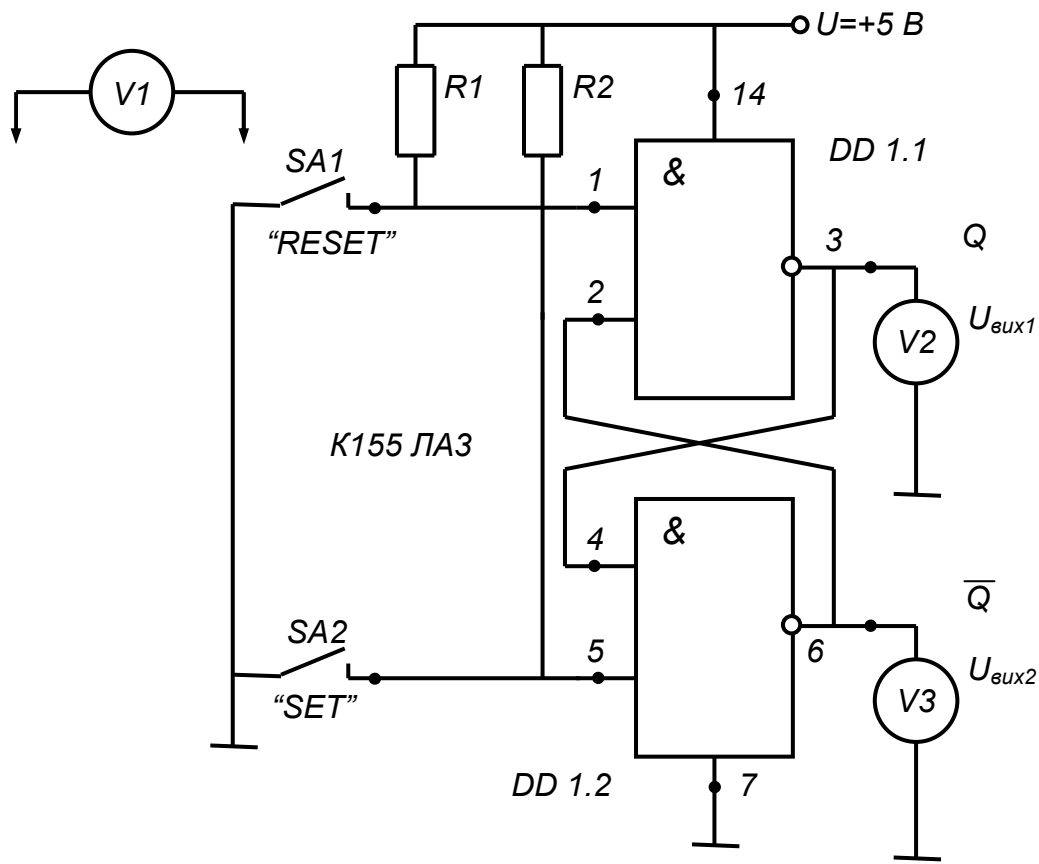 U=+5 В
V1
R1
R2
14
DD 1.1
SA1
1
&
“RESET”
3
Q
2
Uвих1
V2
К155 ЛА3
&
4
Q
SA2
5
6
Uвих2
“SET”
V3
DD 1.2
7